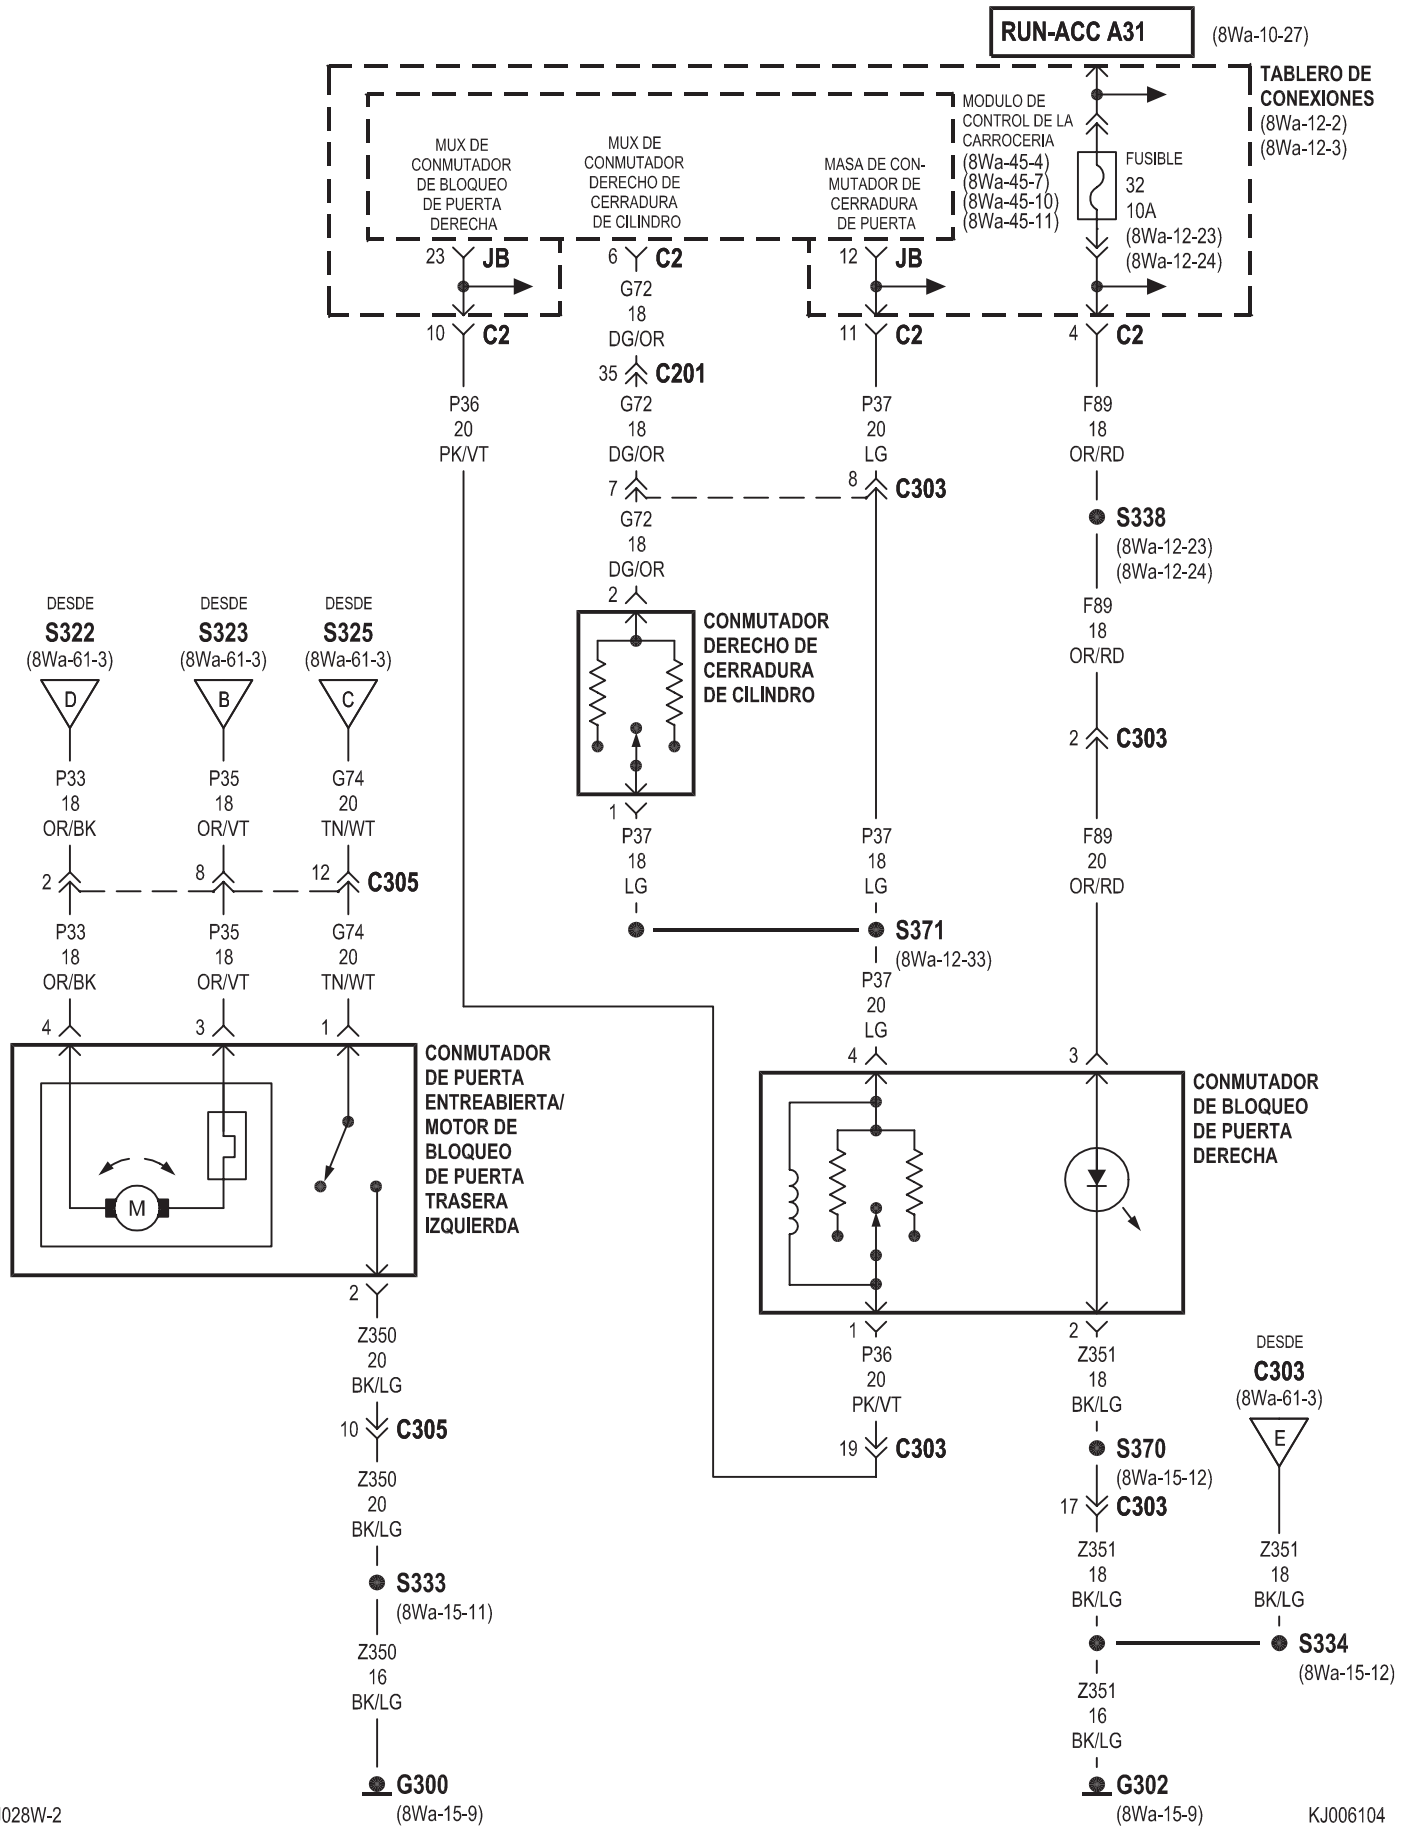 RUN-ACC A31
(8Wa-10-27)
TABLERO DE
CONEXIONES
(8Wa-12-2)
(8Wa-12-3)
MODULO DE
CONTROL DE LA
CARROCERIA
(8Wa-45-4)
(8Wa-45-7)
(8Wa-45-10)
(8Wa-45-11)
MUX DE
CONMUTADOR
DE BLOQUEO
DE PUERTA
DERECHA
MUX DE
CONMUTADOR
DERECHO DE
CERRADURA
DE CILINDRO
MASA DE CON-
MUTADOR DE
CERRADURA
DE PUERTA
FUSIBLE
32
10A
(8Wa-12-23)
(8Wa-12-24)
23 JB
6 C2
12 JB
G72
18
DG/OR
10 C2
11 C2
4 C2
35 C201
P36
20
PK/VT
G72
18
DG/OR
P37
20
LG
F89
18
OR/RD
7
8 C303
S338
(8Wa-12-23)
(8Wa-12-24)
G72
18
DG/OR
2
F89
18
OR/RD
DESDE
S322
(8Wa-61-3)
D
DESDE
S323
(8Wa-61-3)
B
DESDE
S325
(8Wa-61-3)
C
CONMUTADOR
DERECHO DE
CERRADURA
DE CILINDRO
2 C303
P33
18
OR/BK
P35
18
OR/VT
G74
20
TN/WT
1
P37
18
LG
P37
18
LG
F89
20
OR/RD
2
8
12 C305
P33
18
OR/BK
P35
18
OR/VT
G74
20
TN/WT
S371
(8Wa-12-33)
P37
20
LG
4
3
1
4
3
CONMUTADOR
DE PUERTA
ENTREABIERTA/
MOTOR DE
BLOQUEO
DE PUERTA
TRASERA
IZQUIERDA
M
CONMUTADOR
DE BLOQUEO
DE PUERTA
DERECHA
2
Z350
20
BK/LG
1
P36
20
PK/VT
2
Z351
18
BK/LG
DESDE
C303
(8Wa-61-3)
E
10 C305
19 C303
S370
(8Wa-15-12)
17 C303
Z350
20
BK/LG
Z351
18
BK/LG
Z351
18
BK/LG
S333
(8Wa-15-11)
S334
(8Wa-15-12)
Z350
16
BK/LG
Z351
16
BK/LG
G300
(8Wa-15-9)
G302
(8Wa-15-9)
028W-2
KJ006104